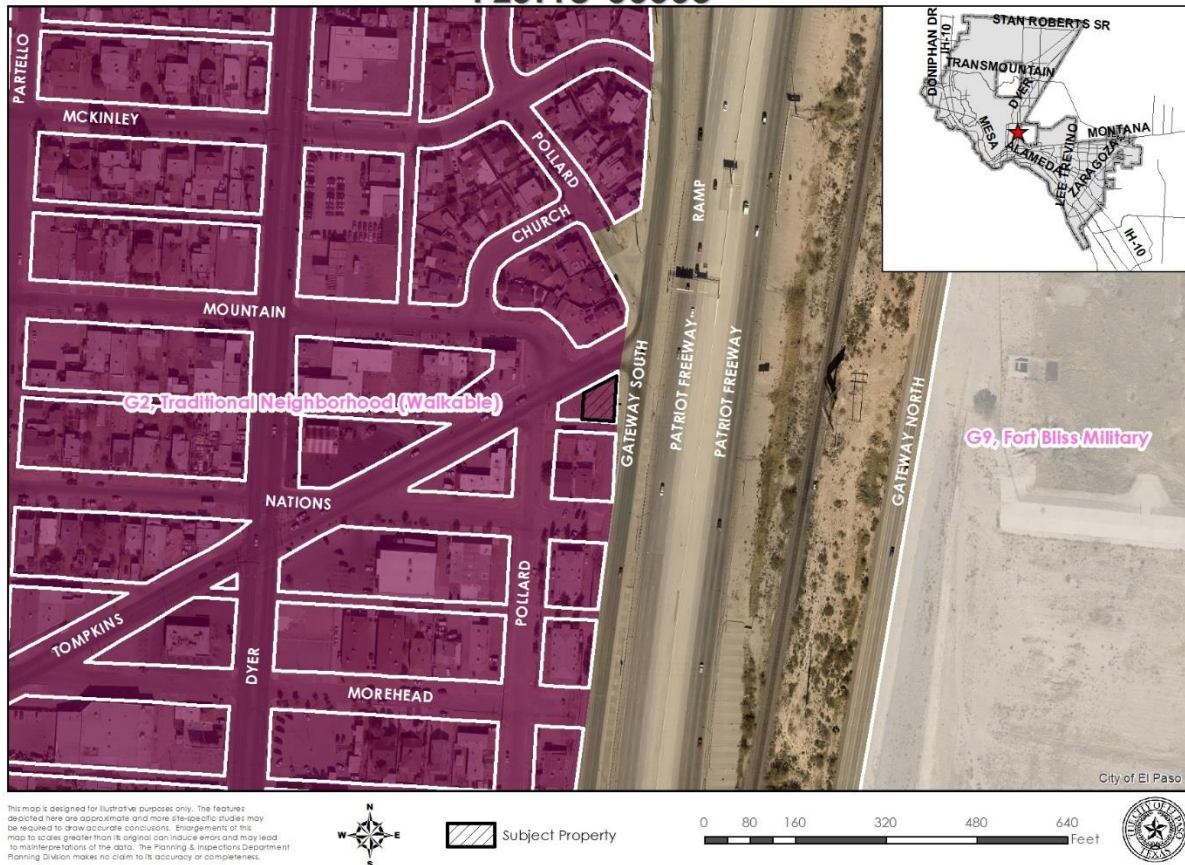 STAN ROBERTS SR
DONIPHAN DR
IH-10
TRANSMOUNTAIN
DYER
MESA
MONTANA
ALAMEDA
LEE TREVINO
ZARAGOZA
IH-10
PARTELLO
MCKINLEY
POLLARD
CHURCH
RAMP
MOUNTAIN
GATEWAY SOUTH
PATRIOT FREEWAY
PATRIOT FREEWAY
GATEWAY NORTH
G2, Traditional Neighborhood (Walkable)
G9, Fort Bliss Military
NATIONS
TOMPKINS
DYER
POLLARD
MOREHEAD
City of El Paso
This map is designed for illustrative purposes only. The features
depicted here are approximate and more site-specific studies may
be required to draw accurate conclusions. Enlargements of this
map to scales greater than its original can induce errors and may lead
to misinterpretations of the data. The Planning & Inspections Department
Planning Division makes no claim to its accuracy or completeness.
N
W E
S
Subject Property
0 80 160 320 480 640
Feet